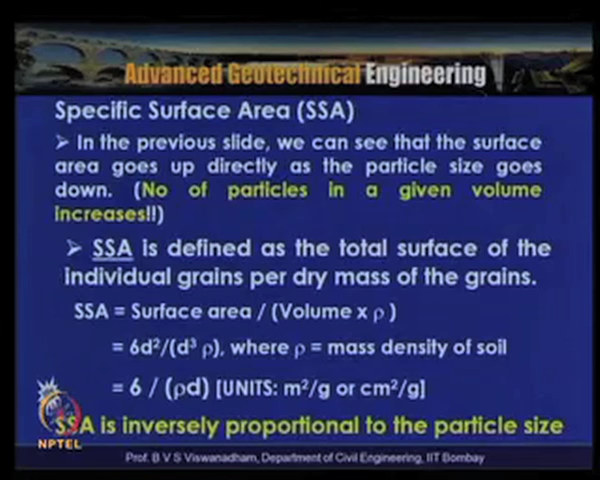 Advanced Geotechnical Engineering
Specific Surface Area (SSA)
➢ In the previous slide, we can see that the surface
area goes up directly as the particle size goes
down. (No of particles in a given volume
increases!!)
➢ SSA is defined as the total surface of the
individual grains per dry mass of the grains.
SSA = Surface area / (Volume x ρ )
= 6d²/(d³ ρ), where ρ = mass density of soil
= 6 / (ρd) [UNITS: m²/g or cm²/g]
SSA is inversely proportional to the particle size
NPTEL
Prof. B V S Viswanadham, Department of Civil Engineering, IIT Bombay